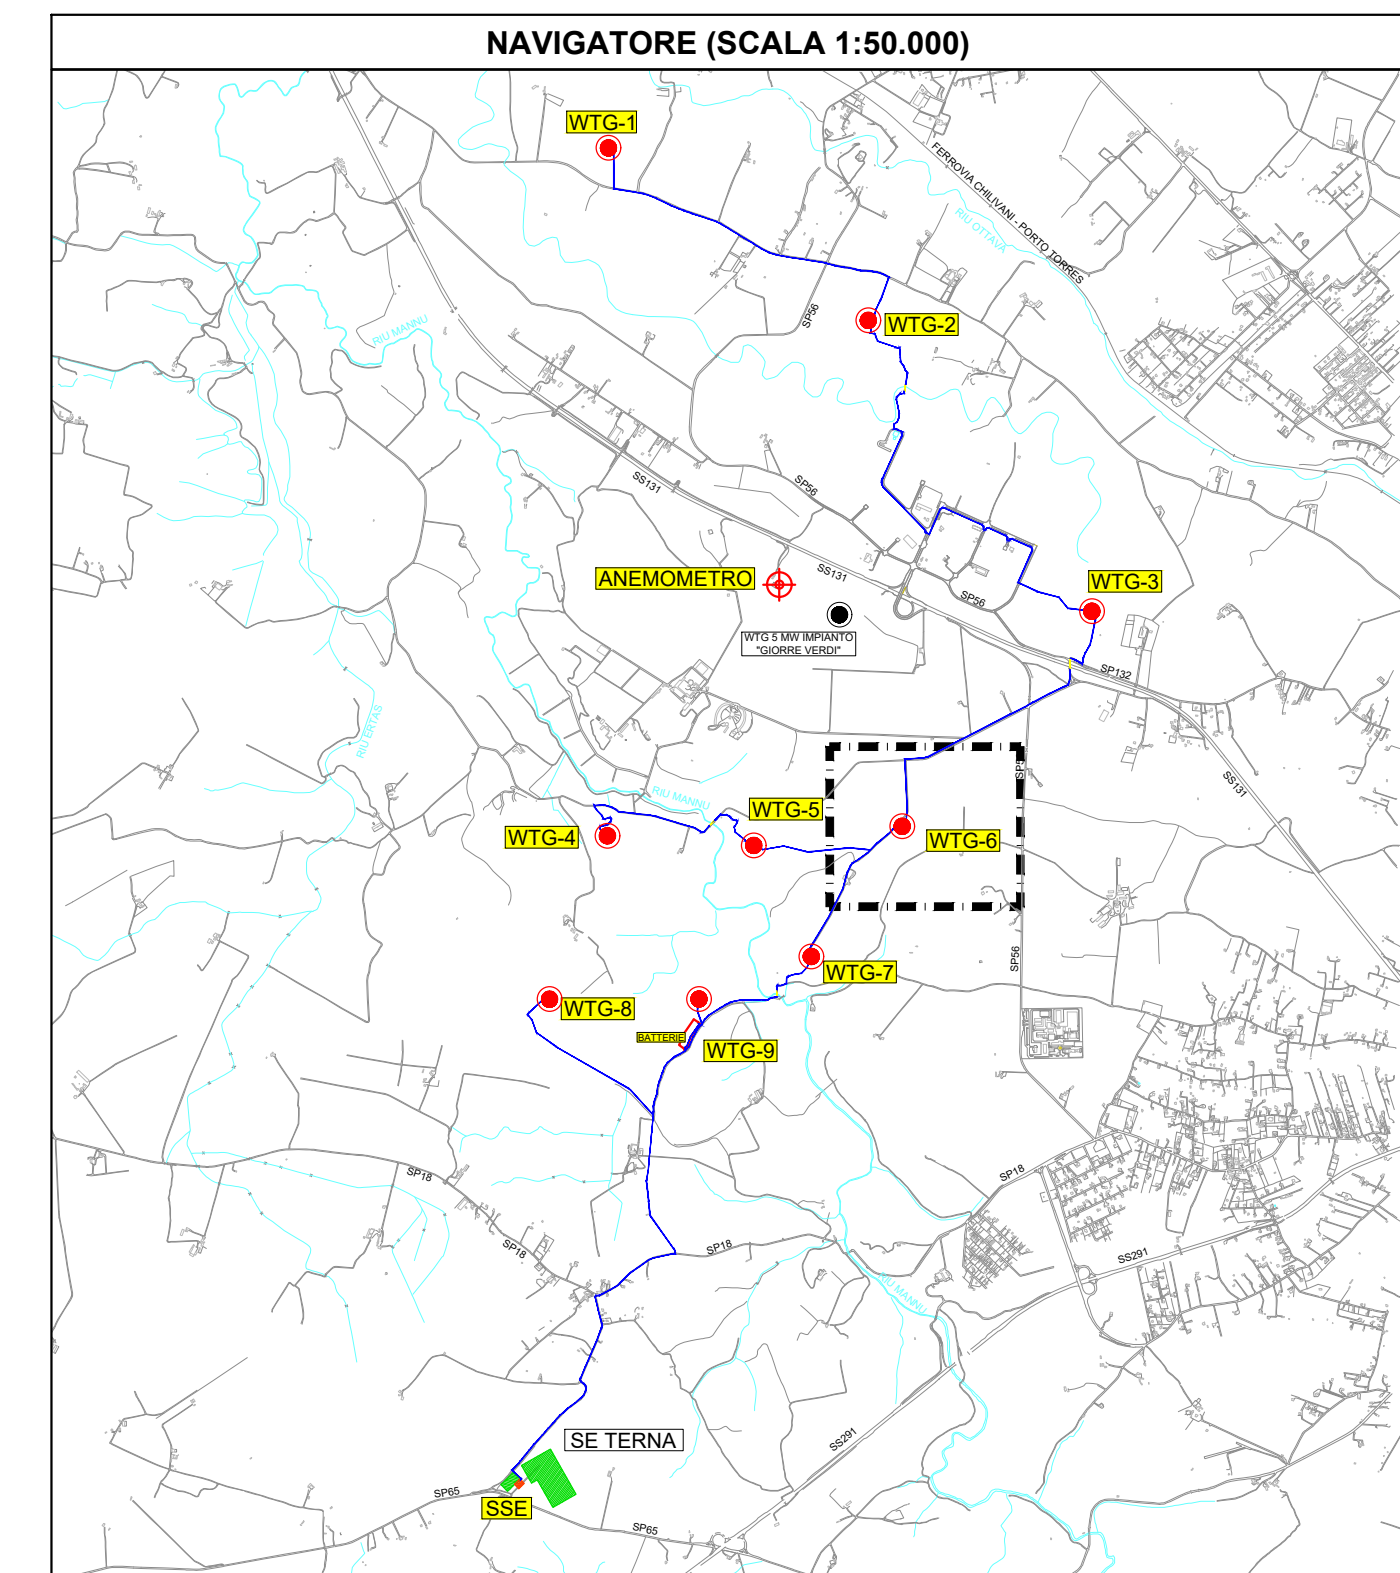 NAVIGATORE (SCALA 1:50.000)
WTG-1
FERROVIA CHILIVANI - PORTO TORRES
RIU OTTAVA
SP56
WTG-2
RIU MANNU
SS131
SP56
ANEMOMETRO
SS131
WTG-3
SP56
WTG 5 MW IMPIANTO
"GIORRE VERDI"
SP132
RIU ERTAS
SP56
SS131
RIU MANNU
WTG-5
WTG-4
WTG-6
SP56
WTG-7
WTG-8
BATTERIE
WTG-9
SP18
SP18
SP18
SP18
SS291
RIU MANNU
SE TERNA
SS291
SP65
SSE
SP65